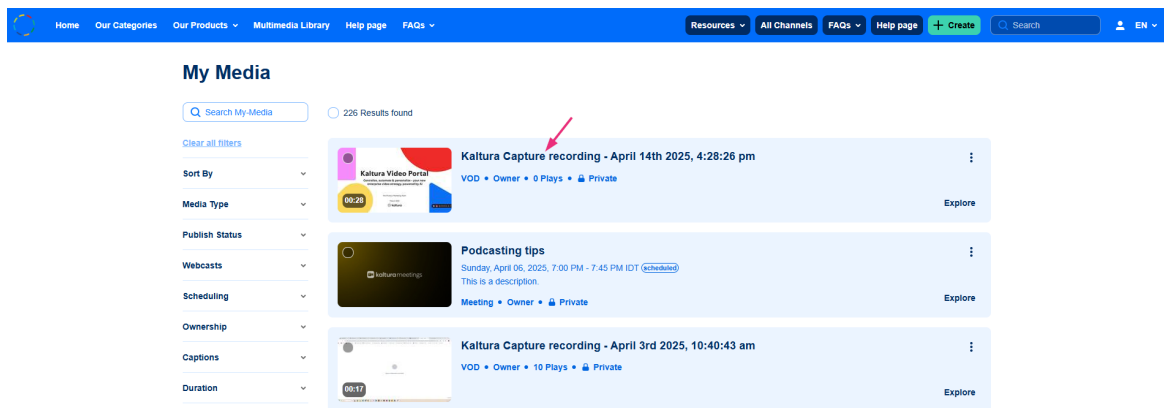 Home Our Categories Our Products Multimedia Library Help page FAQs Resources All Channels FAQs Help page + Create Search EN
My Media
Search My-Media
226 Results found
Clear all filters
Sort By
Media Type
Publish Status
Webcasts
Scheduling
Ownership
Captions
Duration
Kaltura Video Portal
00:28
Kaltura Capture recording - April 14th 2025, 4:28:26 pm
VOD • Owner • 0 Plays • Private
Explore
kalturameetings
Podcasting tips
Sunday, April 06, 2025, 7:00 PM - 7:45 PM IDT scheduled
This is a description.
Meeting • Owner • Private
Explore
00:17
Kaltura Capture recording - April 3rd 2025, 10:40:43 am
VOD • Owner • 10 Plays • Private
Explore